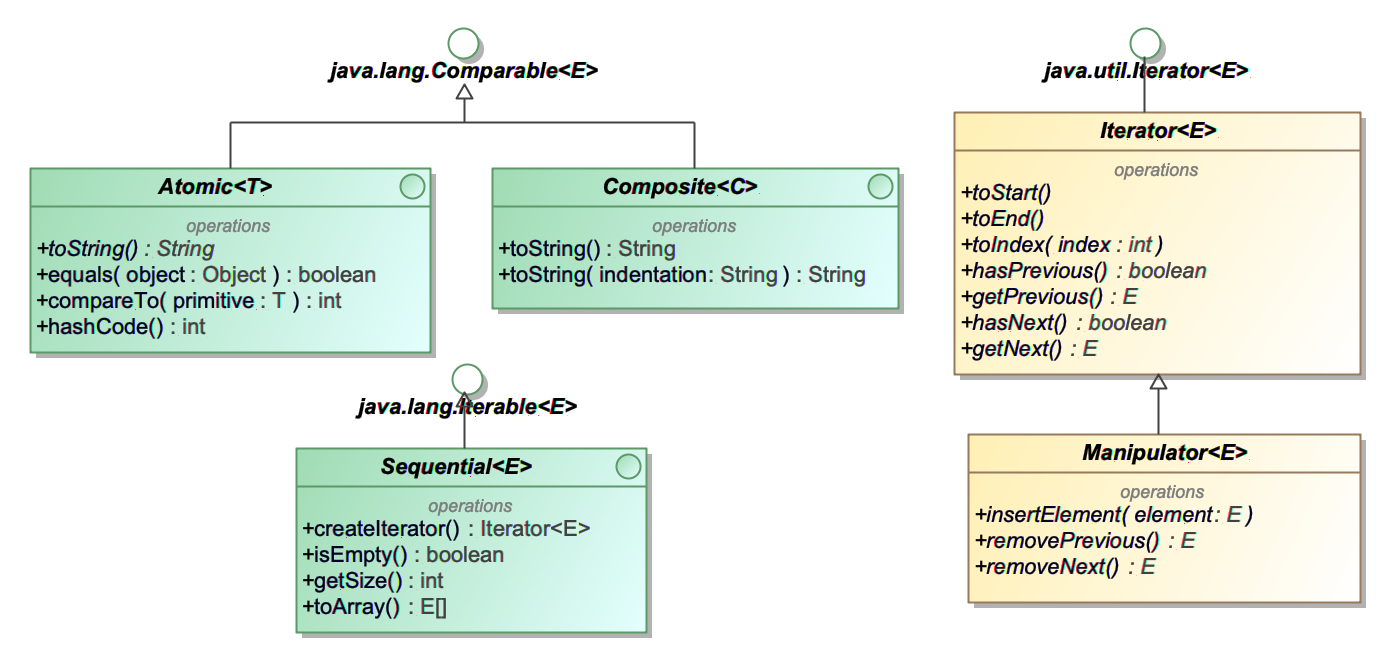 java.lang.Comparable<E>
Atomic<T>
operations
+toString() : String
+equals( object : Object ) : boolean
+compareTo( primitive : T ) : int
+hashCode() : int
Composite<C>
operations
+toString() : String
+toString( indentation: String ) : String
java.lang.Iterable<E>
Sequential<E>
operations
+createIterator() : Iterator<E>
+isEmpty() : boolean
+getSize() : int
+toArray() : E[]
java.util.Iterator<E>
Iterator<E>
operations
+toStart()
+toEnd()
+toIndex( index : int )
+hasPrevious() : boolean
+getPrevious() : E
+hasNext() : boolean
+getNext() : E
Manipulator<E>
operations
+insertElement( element: E )
+removePrevious() : E
+removeNext() : E